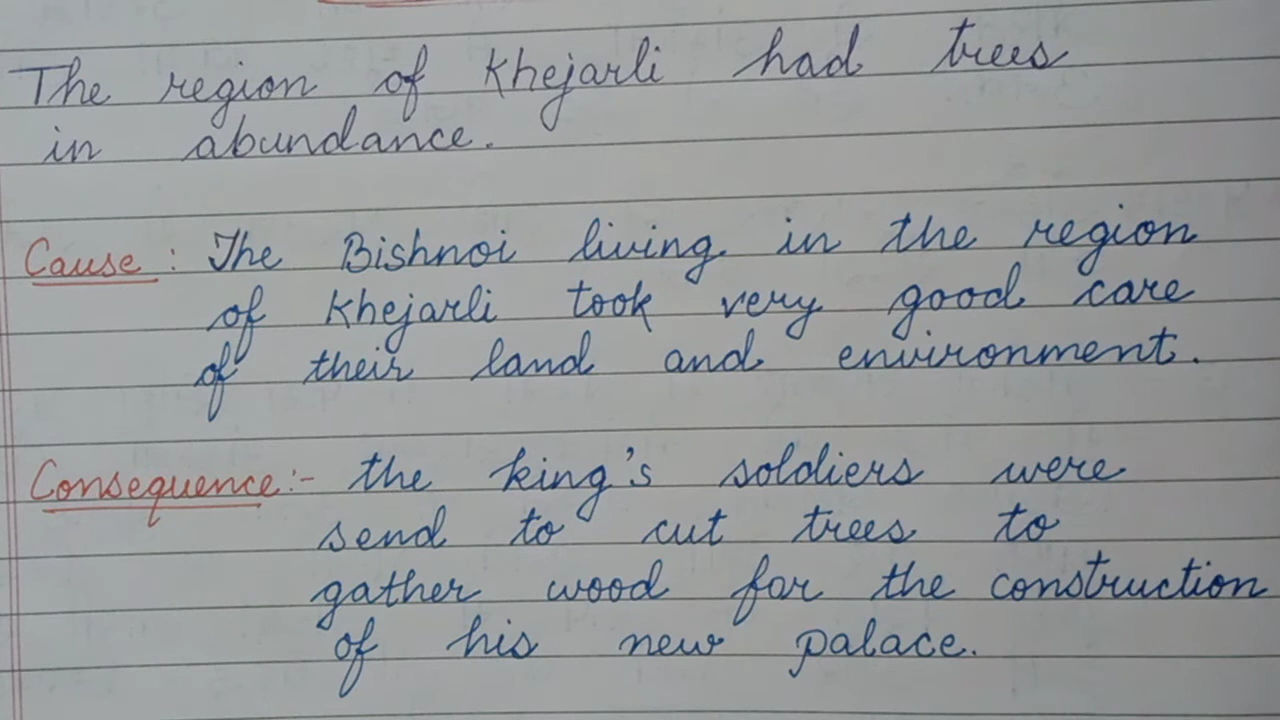 The region of Khejarli had trees
in abundance.
Cause : The Bishnoi living in the region
of Khejarli took very good care
of their land and environment.
Consequence :- the king's soldiers were
send to cut trees to
gather wood for the construction
of his new palace.